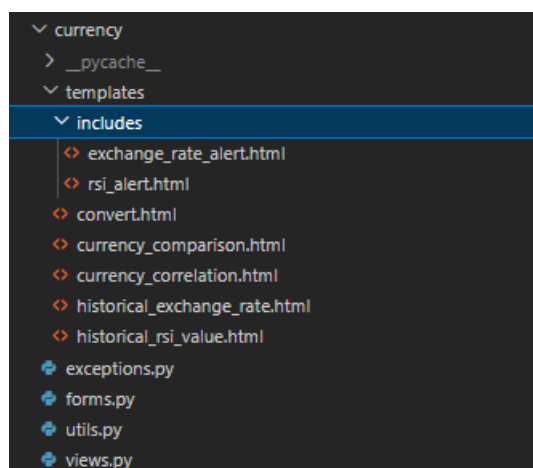 currency
__pycache__
templates
includes
exchange_rate_alert.html
rsi_alert.html
convert.html
currency_comparison.html
currency_correlation.html
historical_exchange_rate.html
historical_rsi_value.html
exceptions.py
forms.py
utils.py
views.py